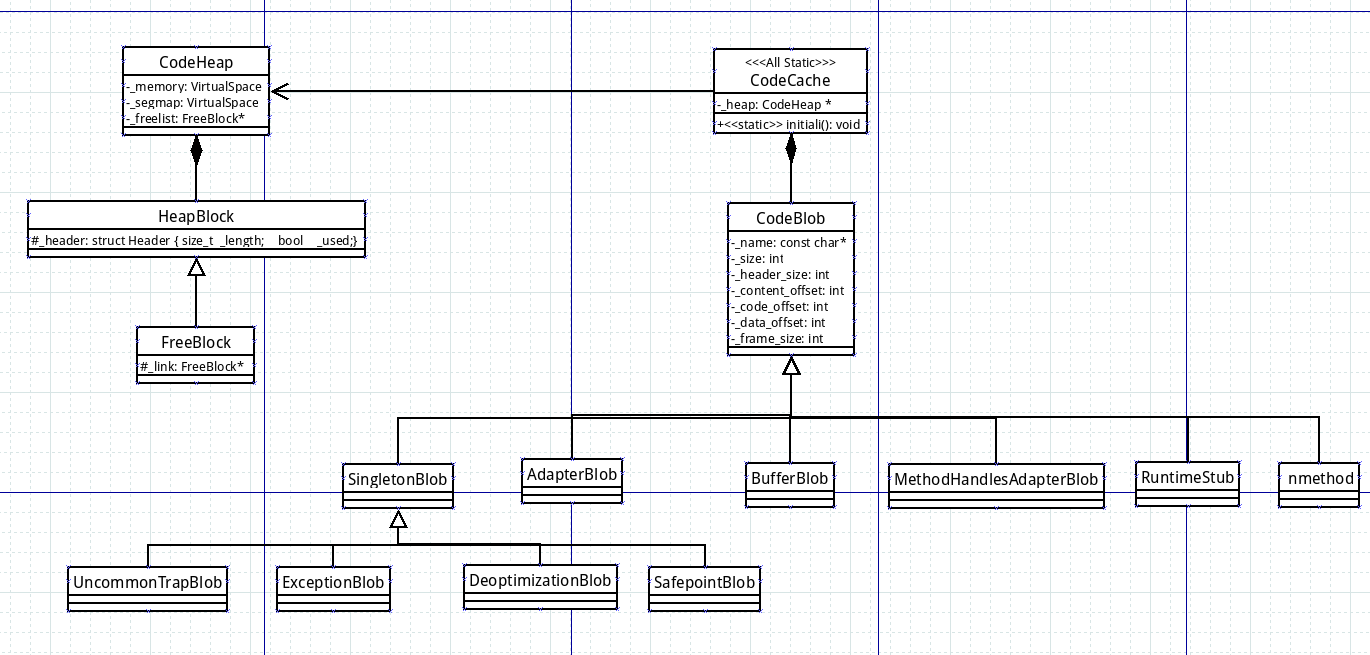 CodeHeap
-_memory: VirtualSpace
-_segmap: VirtualSpace
-_freelist: FreeBlock*
<<<All Static>>>
CodeCache
-_heap: CodeHeap *
+<<static>> initiali(): void
HeapBlock
#_header: struct Header { size_t _length; bool _used;}
FreeBlock
#_link: FreeBlock*
CodeBlob
-_name: const char*
-_size: int
-_header_size: int
-_content_offset: int
-_code_offset: int
-_data_offset: int
-_frame_size: int
SingletonBlob
AdapterBlob
BufferBlob
MethodHandlesAdapterBlob
RuntimeStub
nmethod
UncommonTrapBlob
ExceptionBlob
DeoptimizationBlob
SafepointBlob